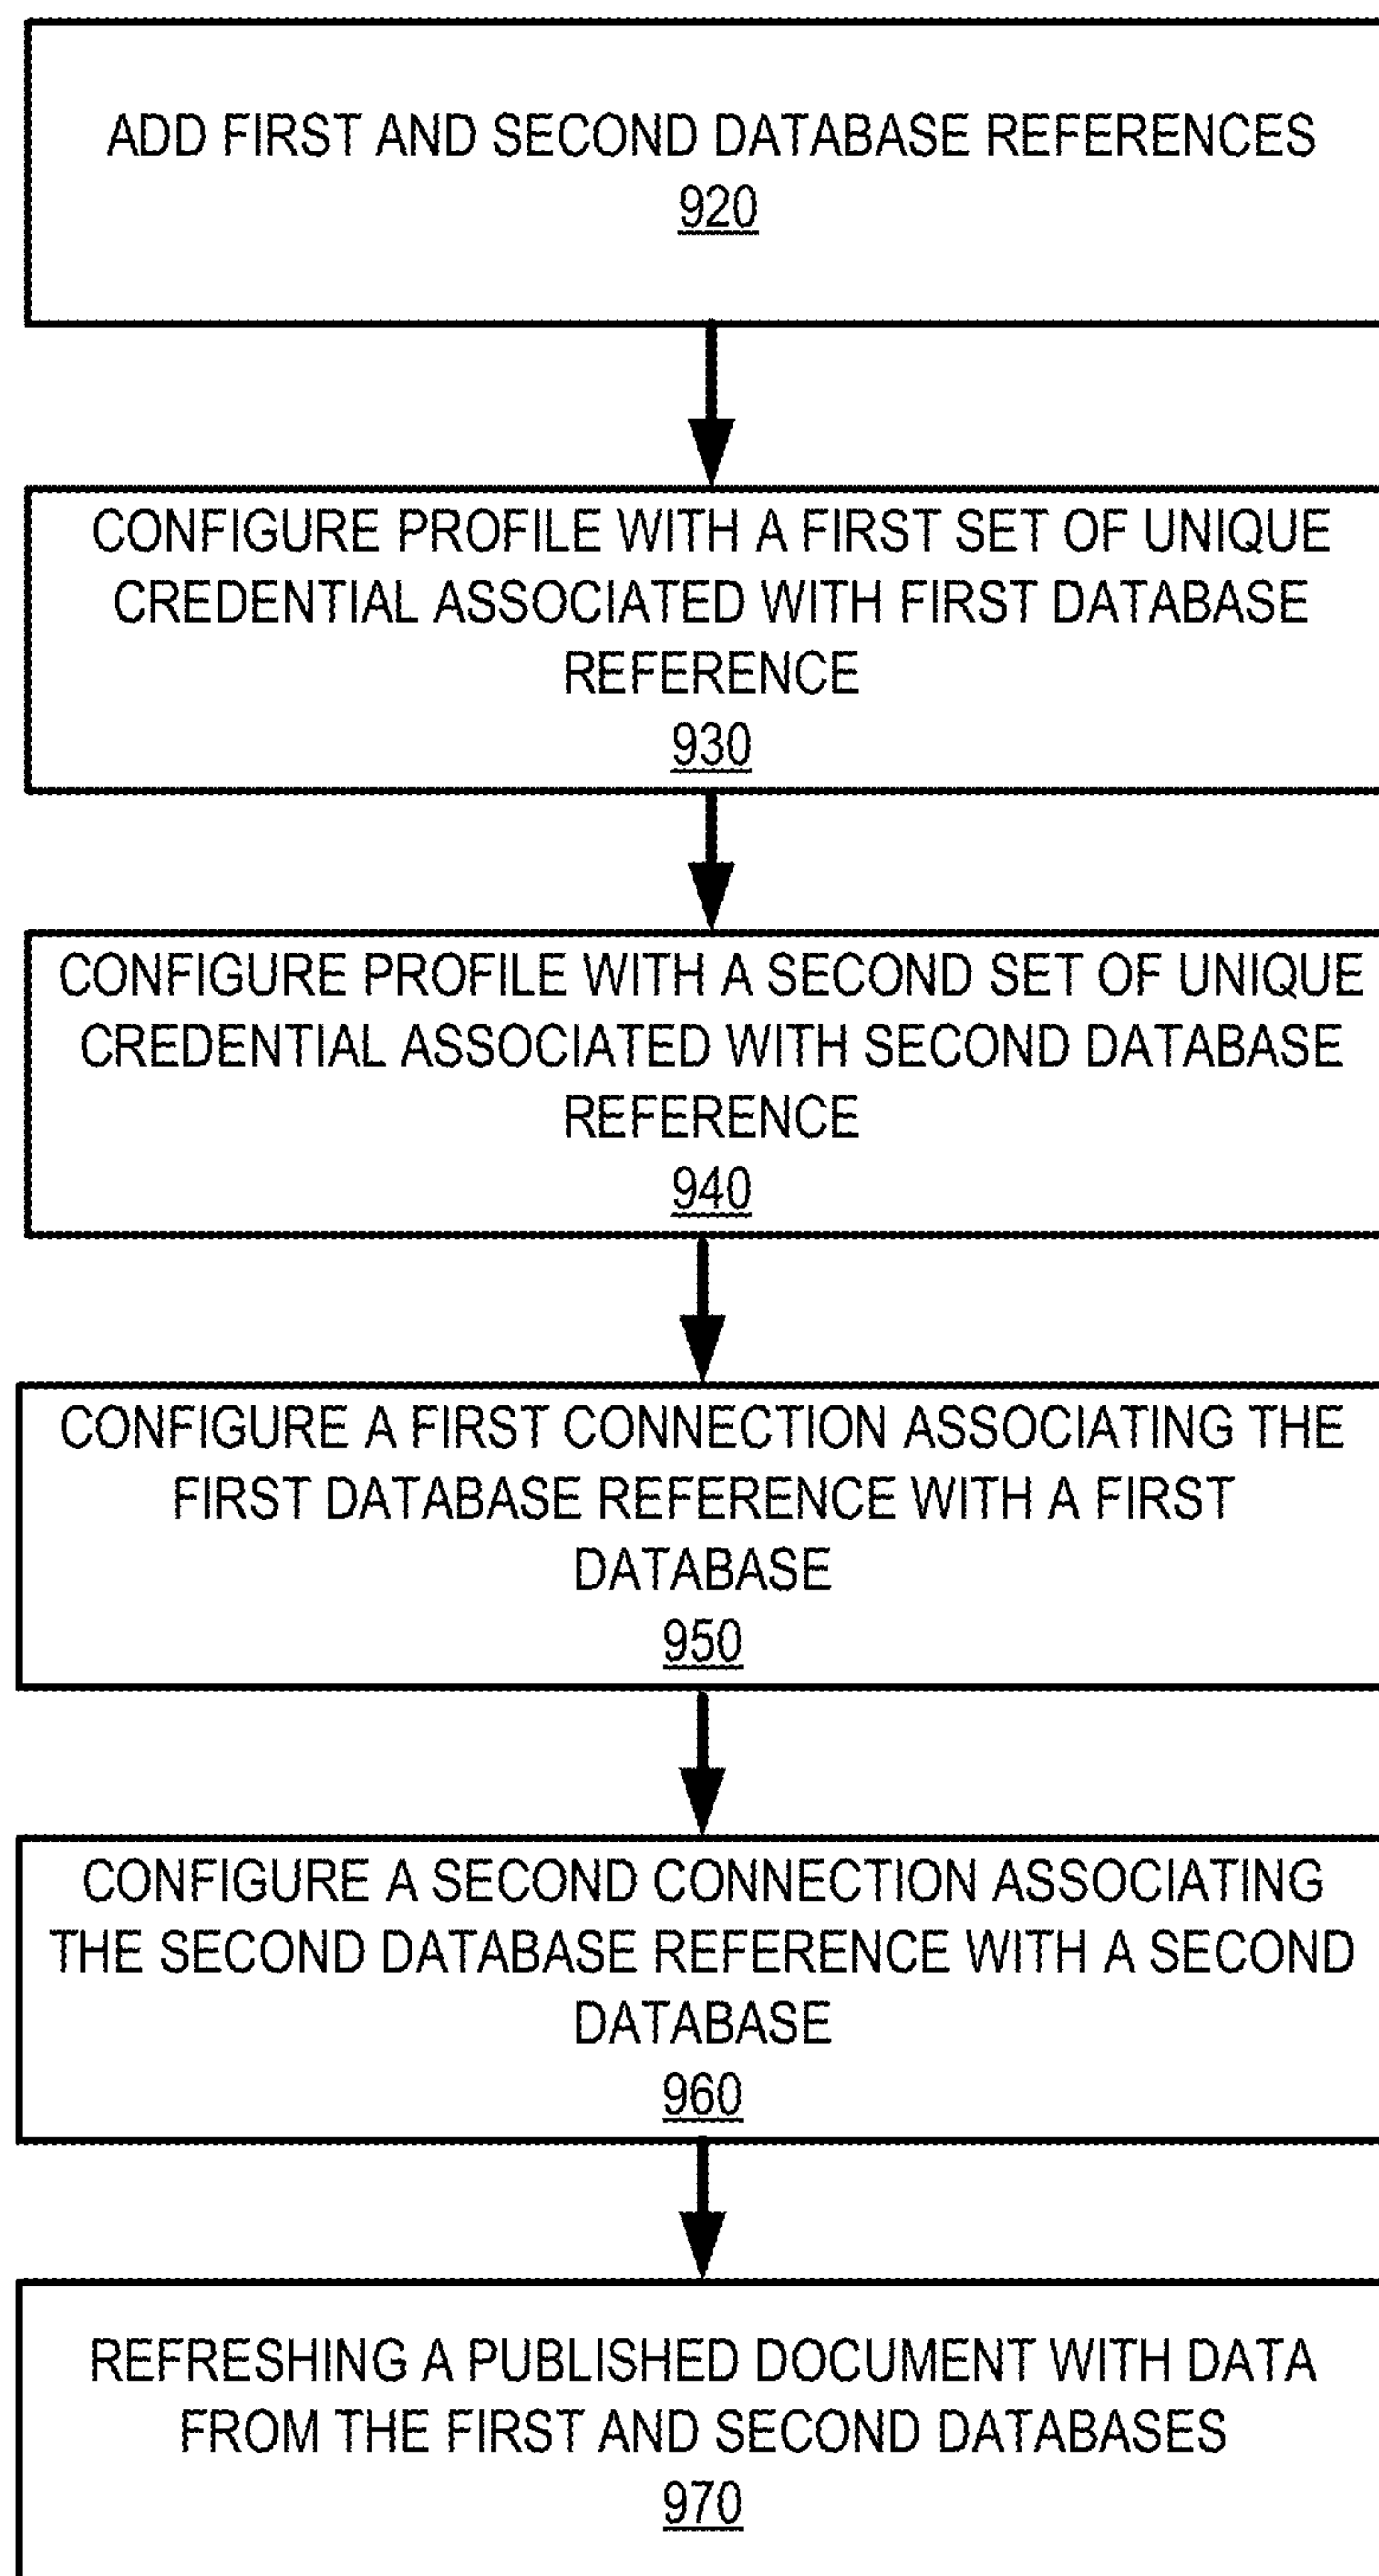 ADD FIRST AND SECOND DATABASE REFERENCES
920
CONFIGURE PROFILE WITH A FIRST SET OF UNIQUE
CREDENTIAL ASSOCIATED WITH FIRST DATABASE
REFERENCE
930
CONFIGURE PROFILE WITH A SECOND SET OF UNIQUE
CREDENTIAL ASSOCIATED WITH SECOND DATABASE
REFERENCE
940
CONFIGURE A FIRST CONNECTION ASSOCIATING THE
FIRST DATABASE REFERENCE WITH A FIRST
DATABASE
950
CONFIGURE A SECOND CONNECTION ASSOCIATING
THE SECOND DATABASE REFERENCE WITH A SECOND
DATABASE
960
REFRESHING A PUBLISHED DOCUMENT WITH DATA
FROM THE FIRST AND SECOND DATABASES
970